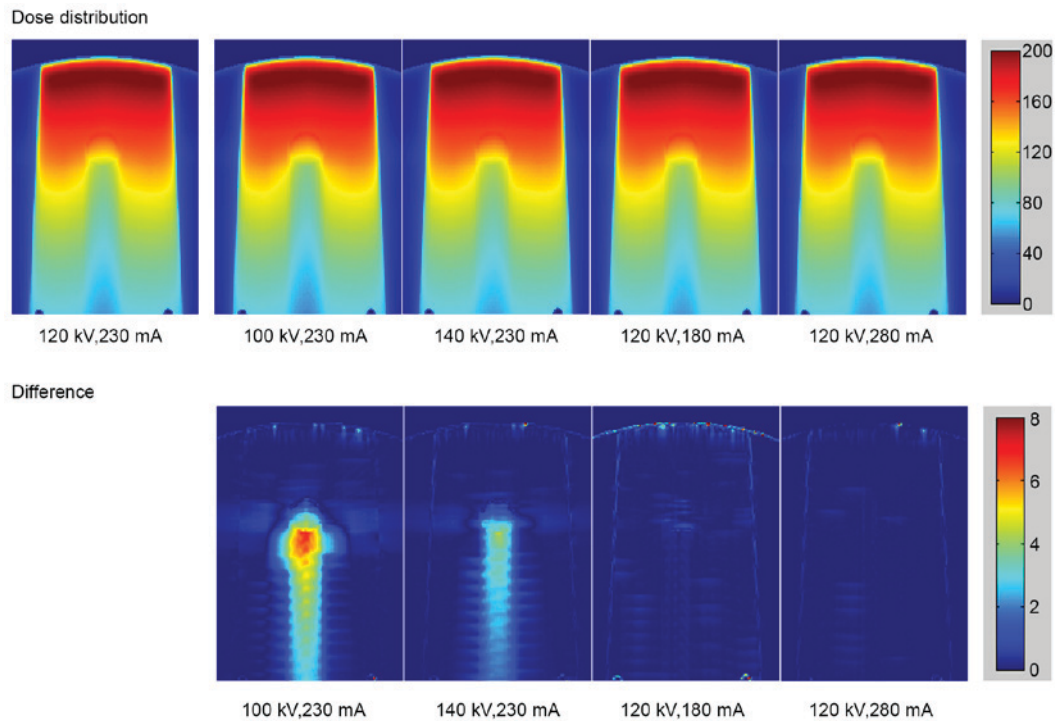 Dose distribution
200
160
120
80
40
0
120 kV,230 mA
100 kV,230 mA
140 kV,230 mA
120 kV,180 mA
120 kV,280 mA
Difference
8
6
4
2
0
100 kV,230 mA
140 kV,230 mA
120 kV,180 mA
120 kV,280 mA